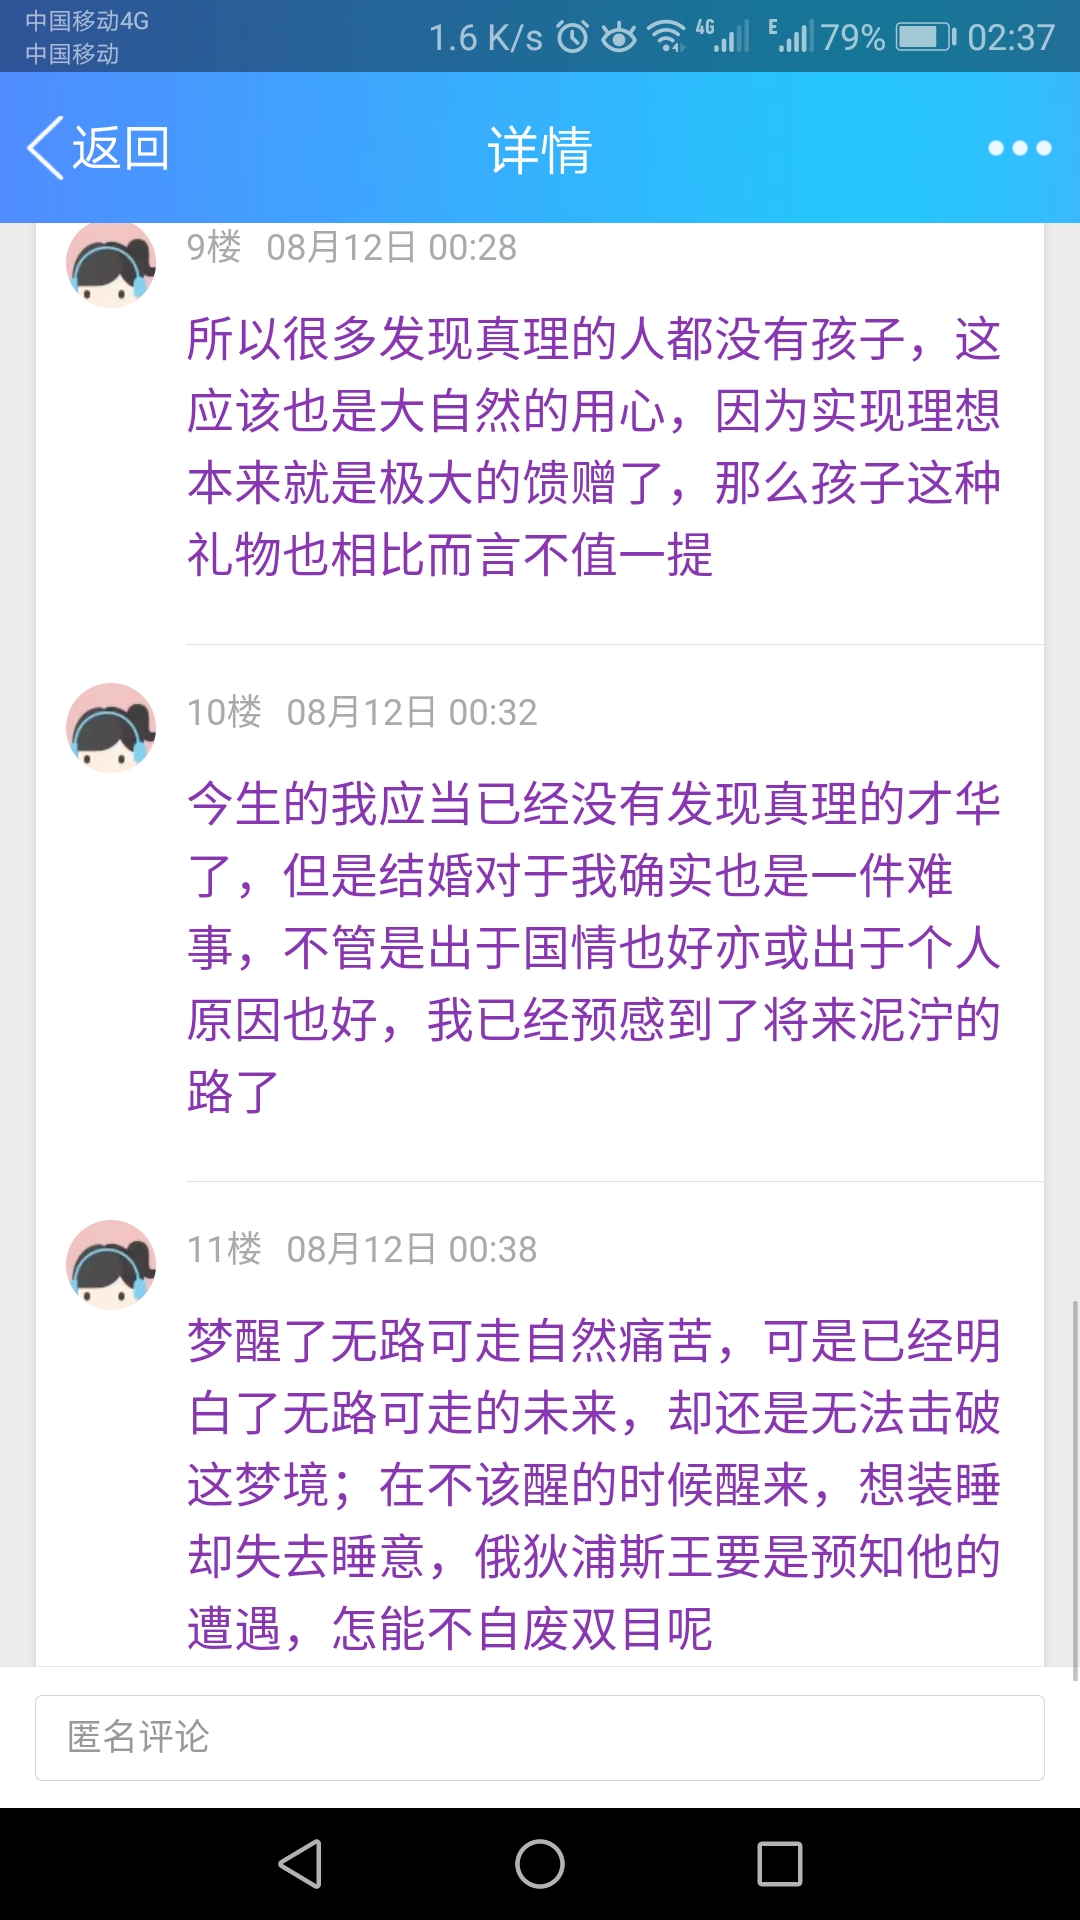 中国移动4G
中国移动
1.6 K/s 4G E 79% 02:37
返回 详情
9楼 08月12日 00:28
所以很多发现真理的人都没有孩子，这
应该也是大自然的用心，因为实现理想
本来就是极大的馈赠了，那么孩子这种
礼物也相比而言不值一提
10楼 08月12日 00:32
今生的我应当已经没有发现真理的才华
了，但是结婚对于我确实也是一件难
事，不管是出于国情也好亦或出于个人
原因也好，我已经预感到了将来泥泞的
路了
11楼 08月12日 00:38
梦醒了无路可走自然痛苦，可是已经明
白了无路可走的未来，却还是无法击破
这梦境；在不该醒的时候醒来，想装睡
却失去睡意，俄狄浦斯王要是预知他的
遭遇，怎能不自废双目呢
匿名评论